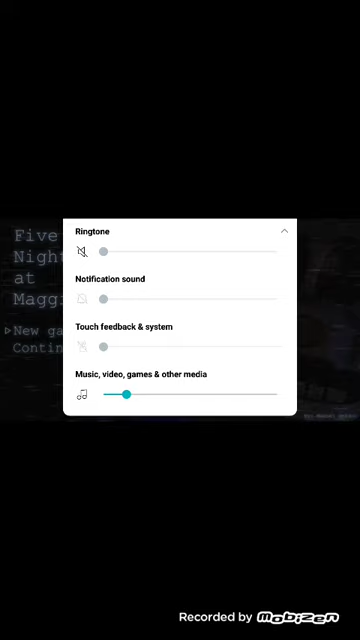 Ringtone
Five
Night
at
Maggi
Notification sound
Touch feedback & system
New ga
Contin
Music, video, games & other media
Recorded by mobizen